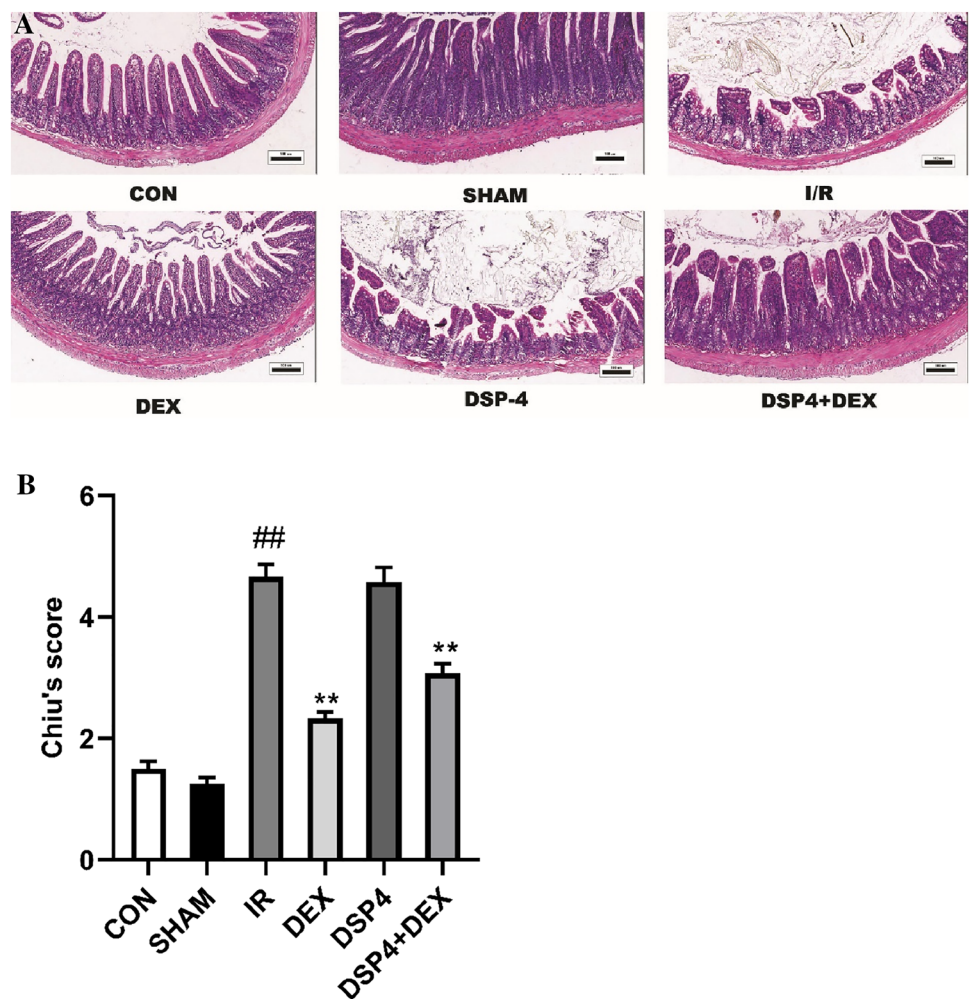 A
CON
SHAM
I/R
DEX
DSP-4
DSP4+DEX
B
6
4
2
0
Chiu's score
##
**
**
CON
SHAM
IR
DEX
DSP4
DSP4+DEX